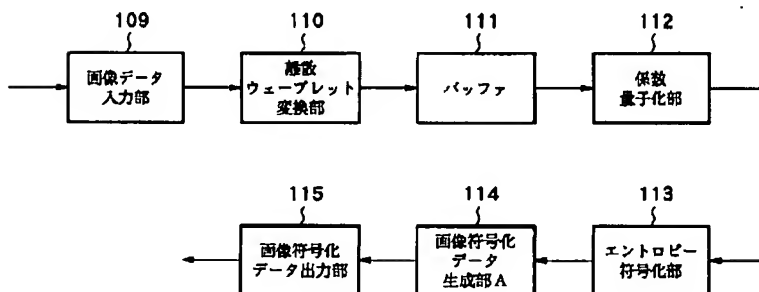 109
110
111
112
画像データ
入力部
離散
ウェーブレット
変換部
バッファ
係数
量子化部
115
114
113
画像符号化
データ出力部
画像符号化
データ
生成部A
エントロピー
符号化部